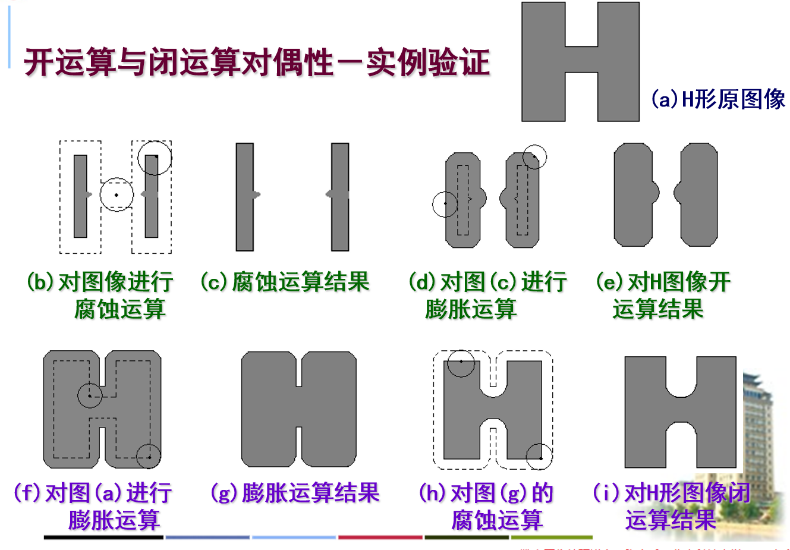 开运算与闭运算对偶性－实例验证
(a)H形原图像
(b)对图像进行
腐蚀运算
(c)腐蚀运算结果
(d)对图(c)进行
膨胀运算
(e)对H图像开
运算结果
(f)对图(a)进行
膨胀运算
(g)膨胀运算结果
(h)对图(g)的
腐蚀运算
(i)对H形图像闭
运算结果